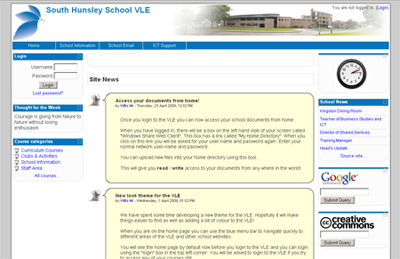 South Hunsley School VLE
You are not logged in. (Login)
Home
School Information
School Email
ICT Support
Login
Username:
Password:
Login
Lost password?
Thought for the Week
Courage is going from failure to
failure without losing
enthusiasm
Course categories
Curriculum Courses
Clubs & Activities
School Information
Staff Area
All courses ...
Site News
Access your documents from home!
Thursday, 23 April 2009, 12:52 PM
Once you login to the VLE you can now access your school documents from home.
When you have logged in, there will be a box on the left hand side of your screen called
"Windows Share Web Client". This box has a link called "My Home Directory". When you
click on this link you will be asked for your user-name and password again. Enter your
normal network user-name and password.
You can upload new files into your home directory using this tool.
This will give you read / write access to your documents from any where in the world!
New look theme for the VLE
Wednesday, 1 April 2009, 01:02 PM
We have spent some time developing a new theme for the VLE. Hopefully it will make
things easier to find as well as adding a bit of colour to the VLE!
When you are on the home page you can use the blue menu bar to navigate quickly to
different areas of the VLE and other school websites.
You will see the home page by default now before you login to the VLE and you can login
using the "login" box in the top left corner. You will be asked to login to the VLE if you try
School News
Kingston Dining Room
Teacher of Business Studies and
ICT
Director of Shared Services
Training Manager
Head's Update
Source site...
Google
Submit Query
creative
commons
Submit Query